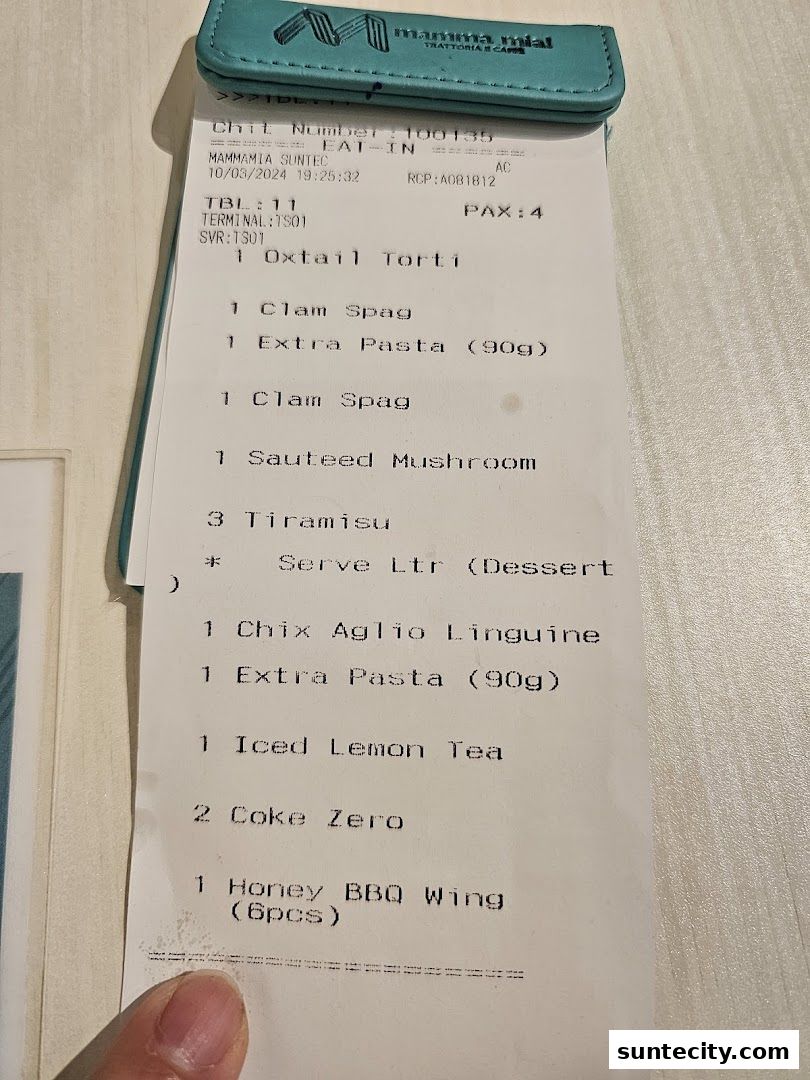 mamma mia!
TRATTORIA E CAFFÈ
Chit Number:100135
======= EAT-IN =======
MAMMAMIA SUNTEC AC
10/03/2024 19:25:32 RCP:A081812
TBL:11 PAX:4
TERMINAL:TS01
SVR:TS01
1 Oxtail Torti
1 Clam Spag
1 Extra Pasta (90g)
1 Clam Spag
1 Sauteed Mushroom
3 Tiramisu
* Serve Ltr (Dessert
)
1 Chix Aglio Linguine
1 Extra Pasta (90g)
1 Iced Lemon Tea
2 Coke Zero
1 Honey BBQ Wing
(6pcs)
suntecity.com